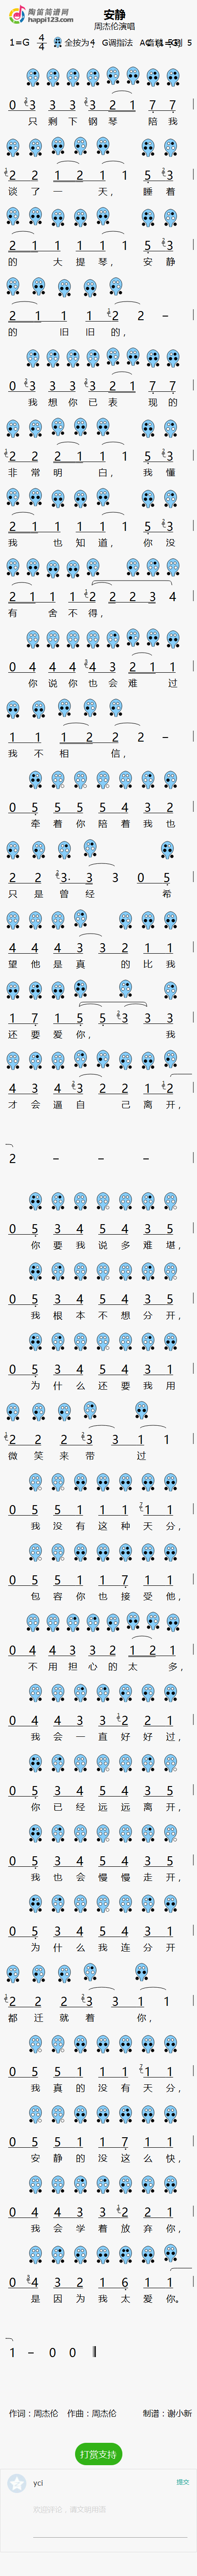 陶笛简谱网
happi123.com
安静
周杰伦演唱
1=G 4/4 全按为 G调指法
0 3 3 3 3 2 1 7 7
只 剩 下 钢 琴 陪 我
2 2 1 2 1 1 5 3
谈 了 一 天, 睡 着
2 1 1 1 1 1 5 3
的 大 提 琴, 安 静
2 1 1 1 2 2 -
的 旧 旧 的,
0 3 3 3 3 2 1 7 7
我 想 你 已 表 现 的
2 2 2 1 1 1 5 3
非 常 明 白, 我 懂
2 1 1 1 1 1 5 3
我 也 知 道, 你 没
2 1 1 1 2 2 2 3 4
有 舍 不 得,
0 4 4 4 4 3 2 1 1
你 说 你 也 会 难 过
1 1 1 2 2 2 -
我 不 相 信,
0 5 5 5 5 4 3 2
牵 着 你 陪 着 我 也
2 2 3. 3 3 0 5
只 是 曾 经 希
4 4 4 3 3 2 1 1
望 他 是 真 的 比 我
1 7 1 5 5 3 3 3
还 要 爱 你, 我
4 3 4 3 2 2 1 2
才 会 逼 自 己 离 开,
2 - - -
0 5 3 4 5 4 3 5
你 要 我 说 多 难 堪,
0 5 3 4 5 4 3 5
我 根 本 不 想 分 开,
0 5 3 4 5 4 3 1
为 什 么 还 要 我 用
2 2 2 3 3 1 1
微 笑 来 带 过
0 5 5 1 1 1 1 1
我 没 有 这 种 天 分,
0 5 5 1 1 7 1 1
包 容 你 也 接 受 他,
0 4 4 3 3 2 1 2 1
不 用 担 心 的 太 多,
0 4 4 3 3 2 2 1
我 会 一 直 好 好 过,
0 5 3 4 5 4 3 5
你 已 经 远 远 离 开,
0 5 3 4 5 4 3 5
我 也 会 慢 慢 走 开,
0 5 3 4 5 4 3 1
为 什 么 我 连 分 开
2 2 2 3 3 1 1
都 迁 就 着 你,
0 5 5 1 1 1 1 1
我 真 的 没 有 天 分,
0 5 5 1 1 7 1 1
安 静 的 没 这 么 快,
0 4 4 3 3 2 2 1
我 会 学 着 放 弃 你,
0 4 3 2 1 6 1 1
是 因 为 我 太 爱 你。
1 - 0 0
作词：周杰伦 作曲：周杰伦 制谱：谢小新
打赏支持
yci
提交